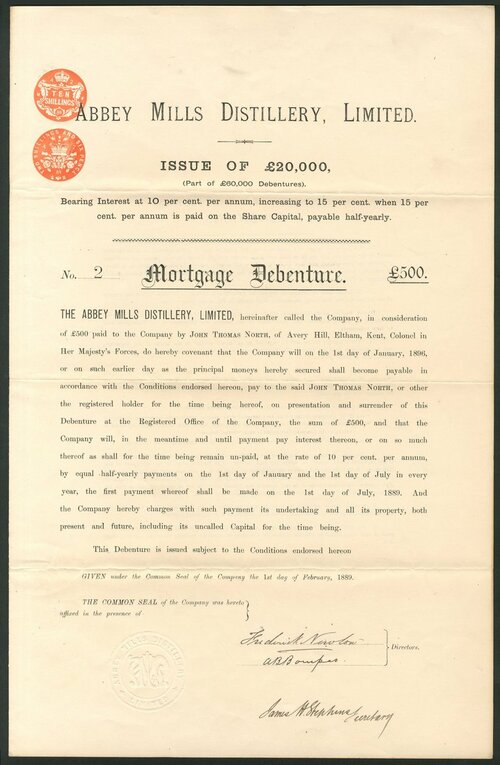 TEN
SHILLINGS
TWO SHILLINGS AND SIX PENCE
ABBEY MILLS DISTILLERY, LIMITED.
ISSUE OF £20,000,
(Part of £60,000 Debentures).
Bearing Interest at 10 per cent. per annum, increasing to 15 per cent. when 15 per
cent. per annum is paid on the Share Capital, payable half-yearly.
No. 2 Mortgage Debenture. £500.
THE ABBEY MILLS DISTILLERY, LIMITED, hereinafter called the Company, in consideration
of £500 paid to the Company by JOHN THOMAS NORTH, of Avery Hill, Eltham, Kent, Colonel in
Her Majesty's Forces, do hereby covenant that the Company will on the 1st day of January, 1896,
or on such earlier day as the principal moneys hereby secured shall become payable in
accordance with the Conditions endorsed hereon, pay to the said JOHN THOMAS NORTH, or other
the registered holder for the time being hereof, on presentation and surrender of this
Debenture at the Registered Office of the Company, the sum of £500, and that the
Company will, in the meantime and until payment pay interest thereon, or on so much
thereof as shall for the time being remain un-paid, at the rate of 10 per cent. per annum,
by equal half-yearly payments on the 1st day of January and the 1st day of July in every
year, the first payment whereof shall be made on the 1st day of July, 1889. And
the Company hereby charges with such payment its undertaking and all its property, both
present and future, including its uncalled Capital for the time being.
This Debenture is issued subject to the Conditions endorsed hereon
GIVEN under the Common Seal of the Company the 1st day of February, 1889.
THE COMMON SEAL of the Company was hereto
affixed in the presence of
ABBEY MILLS DISTILLERY
LIMITED
Frederick Newton
Directors.
James H. Stephens Secretary